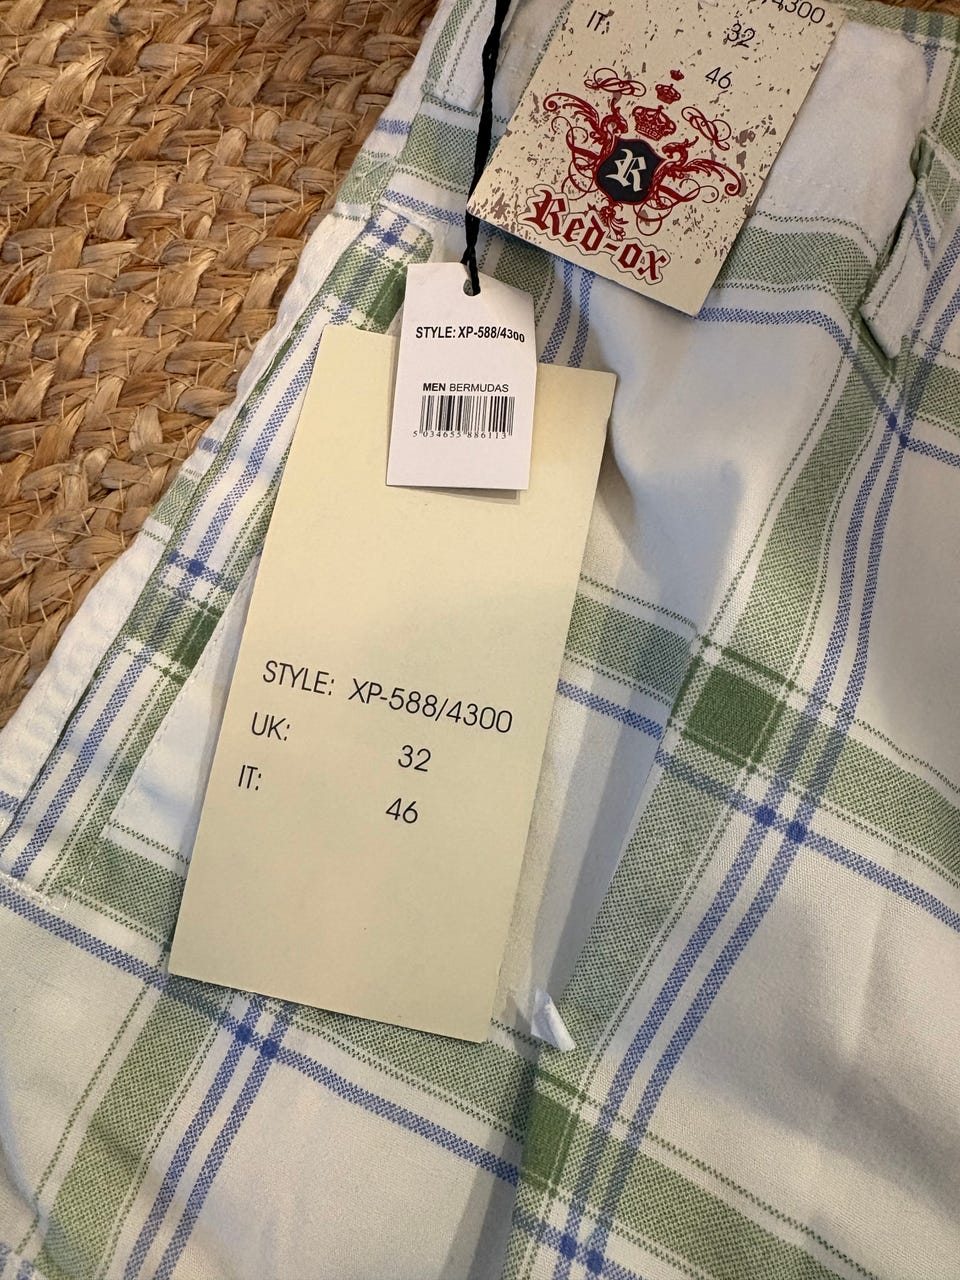 /4300
IT: 32
46
R
Red-ox
STYLE: XP-588/4300
MEN BERMUDAS
5 034655 886113
STYLE: XP-588/4300
UK: 32
IT: 46